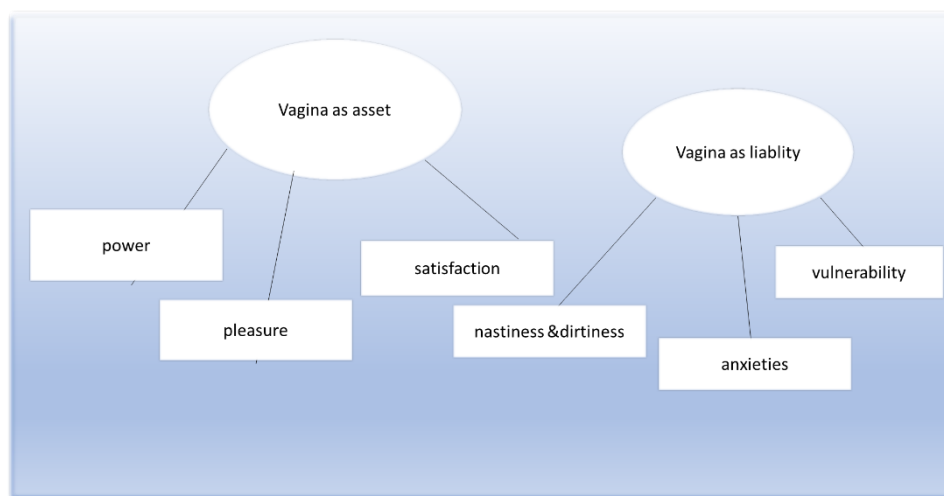 Vagina as asset
Vagina as liablity
power
satisfaction
vulnerability
pleasure
nastiness &dirtiness
anxieties